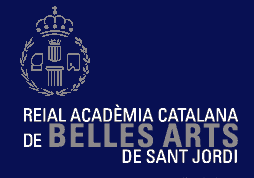 REIAL ACADÈMIA CATALANA
DE BELLES ARTS
DE SANT JORDI